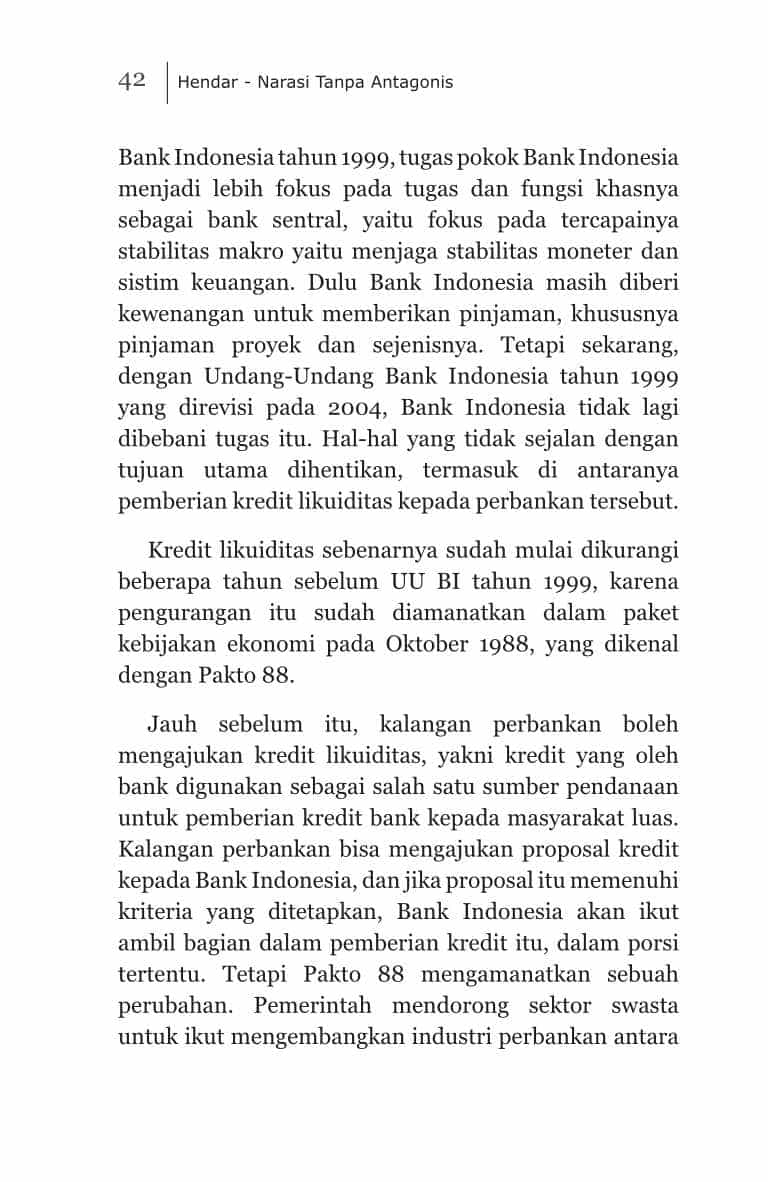 42
Hendar - Narasi Tanpa Antagonis
Bank Indonesia tahun 1999, tugas pokok Bank Indonesia
menjadi lebih fokus pada tugas dan fungsi khasnya
sebagai bank sentral, yaitu fokus pada tercapainya
stabilitas makro yaitu menjaga stabilitas moneter dan
sistim keuangan. Dulu Bank Indonesia masih diberi
kewenangan untuk memberikan pinjaman, khususnya
pinjaman proyek dan sejenisnya. Tetapi sekarang,
dengan Undang-Undang Bank Indonesia tahun 1999
yang direvisi pada 2004, Bank Indonesia tidak lagi
dibebani tugas itu. Hal-hal yang tidak sejalan dengan
tujuan utama dihentikan, termasuk di antaranya
pemberian kredit likuiditas kepada perbankan tersebut.
Kredit likuiditas sebenarnya sudah mulai dikurangi
beberapa tahun sebelum UU BI tahun 1999, karena
pengurangan itu sudah diamanatkan dalam paket
kebijakan ekonomi pada Oktober 1988, yang dikenal
dengan Pakto 88.
Jauh sebelum itu, kalangan perbankan boleh
mengajukan kredit likuiditas, yakni kredit yang oleh
bank digunakan sebagai salah satu sumber pendanaan
untuk pemberian kredit bank kepada masyarakat luas.
Kalangan perbankan bisa mengajukan proposal kredit
kepada Bank Indonesia, dan jika proposal itu memenuhi
kriteria yang ditetapkan, Bank Indonesia akan ikut
ambil bagian dalam pemberian kredit itu, dalam porsi
tertentu. Tetapi Pakto 88 mengamanatkan sebuah
perubahan. Pemerintah mendorong sektor swasta
untuk ikut mengembangkan industri perbankan antara